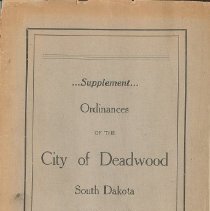 ...Supplement...
Ordinances
OF THE
City of Deadwood
South Dakota